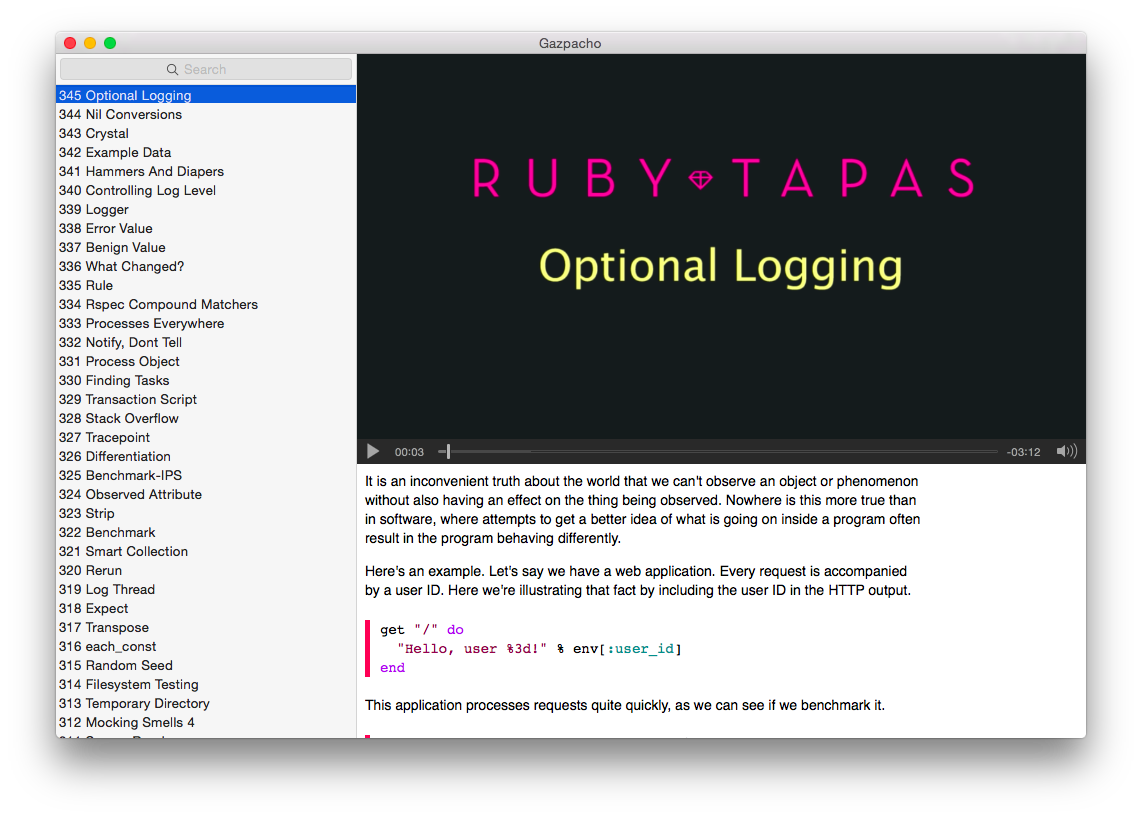 Gazpacho
Search
345 Optional Logging
344 Nil Conversions
343 Crystal
342 Example Data
341 Hammers And Diapers
340 Controlling Log Level
339 Logger
338 Error Value
337 Benign Value
336 What Changed?
335 Rule
334 Rspec Compound Matchers
333 Processes Everywhere
332 Notify, Dont Tell
331 Process Object
330 Finding Tasks
329 Transaction Script
328 Stack Overflow
327 Tracepoint
326 Differentiation
325 Benchmark-IPS
324 Observed Attribute
323 Strip
322 Benchmark
321 Smart Collection
320 Rerun
319 Log Thread
318 Expect
317 Transpose
316 each_const
315 Random Seed
314 Filesystem Testing
313 Temporary Directory
312 Mocking Smells 4
RUBY TAPAS
Optional Logging
00:03
-03:12
It is an inconvenient truth about the world that we can't observe an object or phenomenon
without also having an effect on the thing being observed. Nowhere is this more true than
in software, where attempts to get a better idea of what is going on inside a program often
result in the program behaving differently.
Here's an example. Let's say we have a web application. Every request is accompanied
by a user ID. Here we're illustrating that fact by including the user ID in the HTTP output.
get "/" do
"Hello, user %3d!" % env[:user_id]
end
This application processes requests quite quickly, as we can see if we benchmark it.